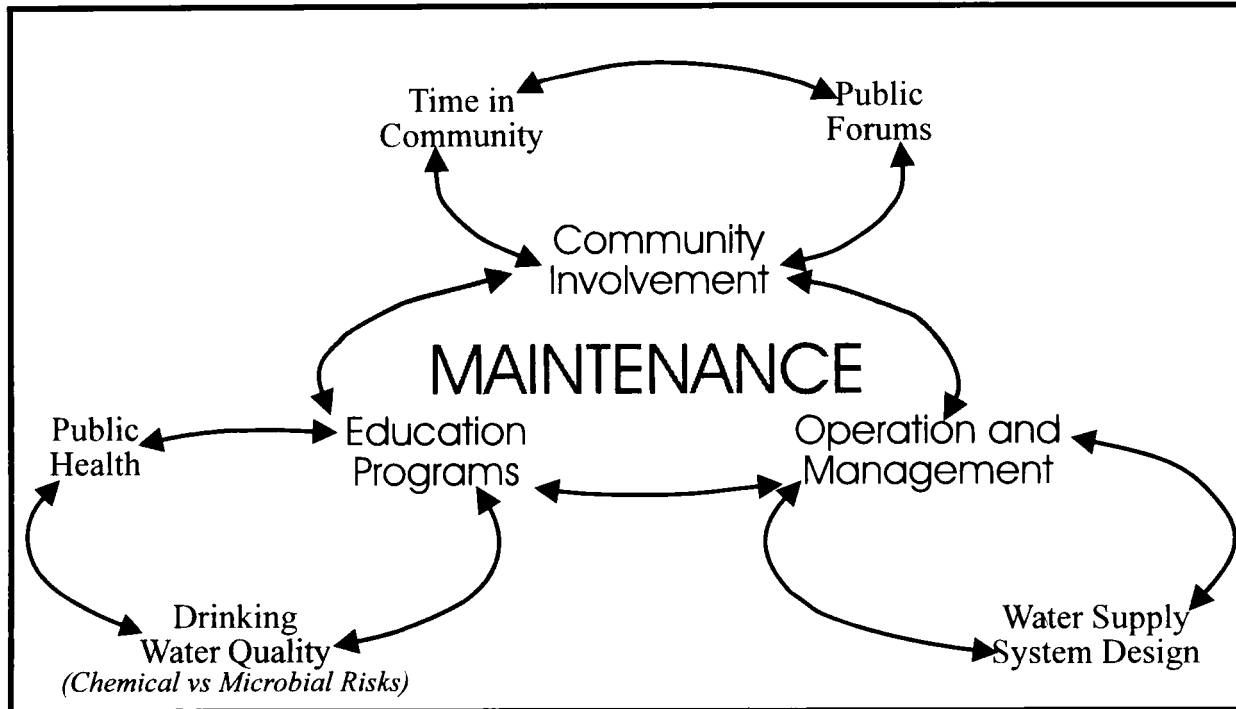 Time in
Community
Public
Forums
Community
Involvement
MAINTENANCE
Public
Health
Education
Programs
Operation and
Management
Drinking
Water Quality
(Chemical vs Microbial Risks)
Water Supply
System Design